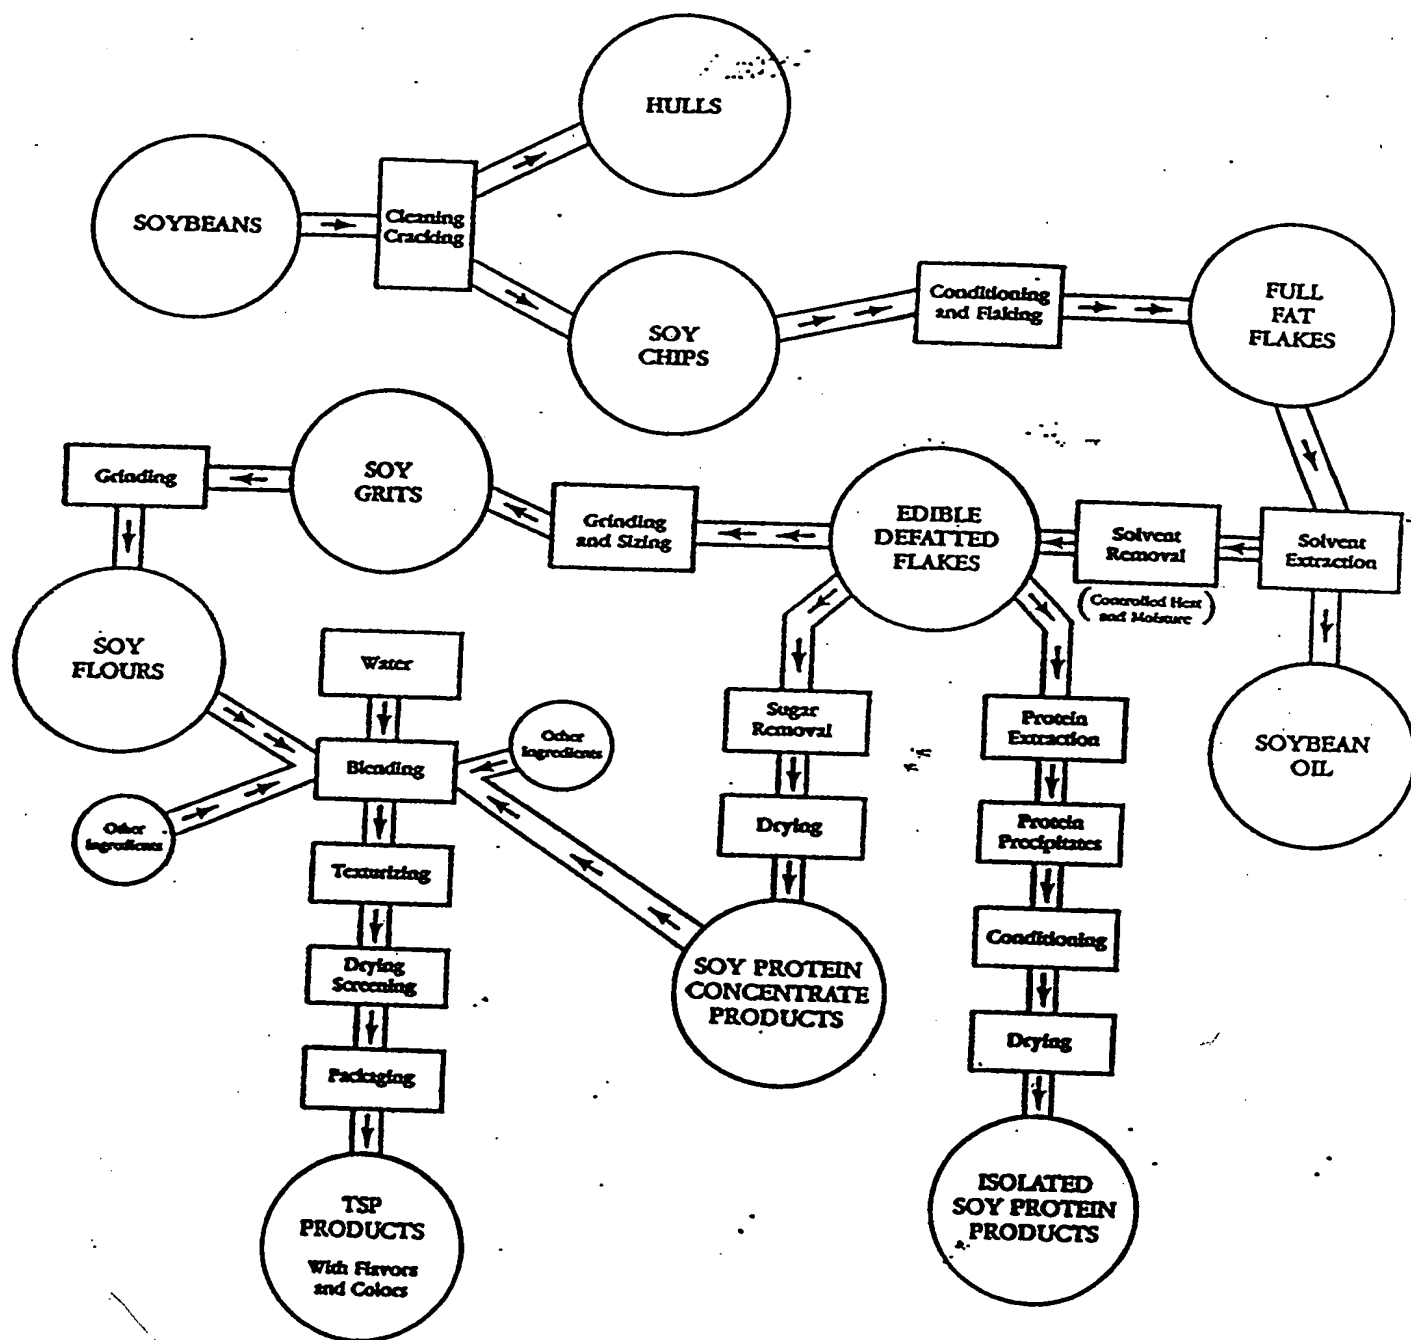 HULLS
SOYBEANS
Cleaning
Cracking
SOY
CHIPS
Conditioning
and Flaking
FULL
FAT
FLAKES
Grinding
SOY
GRITS
Grinding
and Sizing
EDIBLE
DEFATTED
FLAKES
Solvent
Removal
(Controlled Heat
and Moisture)
Solvent
Extraction
SOY
FLOURS
Water
Other
Ingredients
Blending
Sugar
Removal
Protein
Extraction
SOYBEAN
OIL
Other
Ingredients
Texturizing
Drying
Protein
Precipitates
Drying
Screening
SOY PROTEIN
CONCENTRATE
PRODUCTS
Conditioning
Packaging
Drying
TSP
PRODUCTS
With Flavors
and Colors
ISOLATED
SOY PROTEIN
PRODUCTS